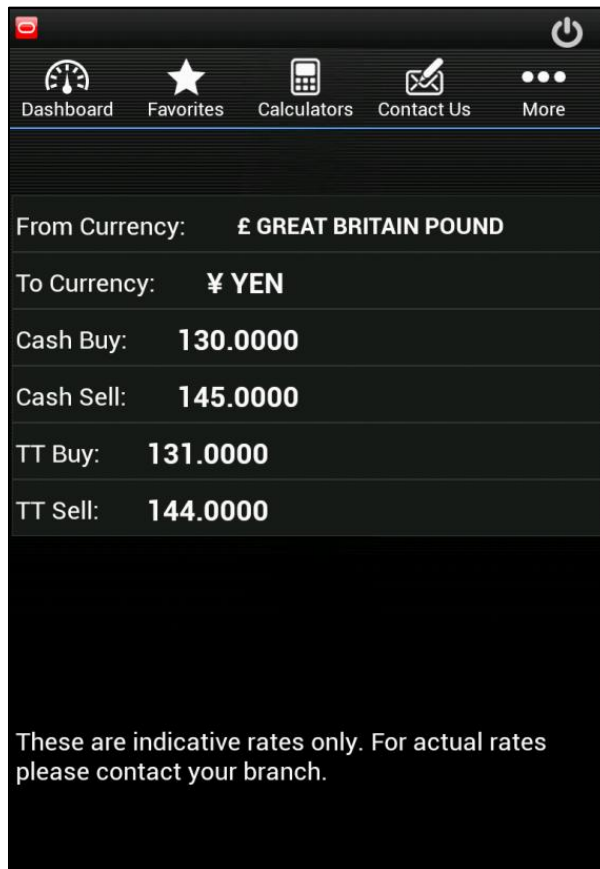 Dashboard Favorites Calculators Contact Us More
From Currency: £ GREAT BRITAIN POUND
To Currency: ¥ YEN
Cash Buy: 130.0000
Cash Sell: 145.0000
TT Buy: 131.0000
TT Sell: 144.0000
These are indicative rates only. For actual rates
please contact your branch.